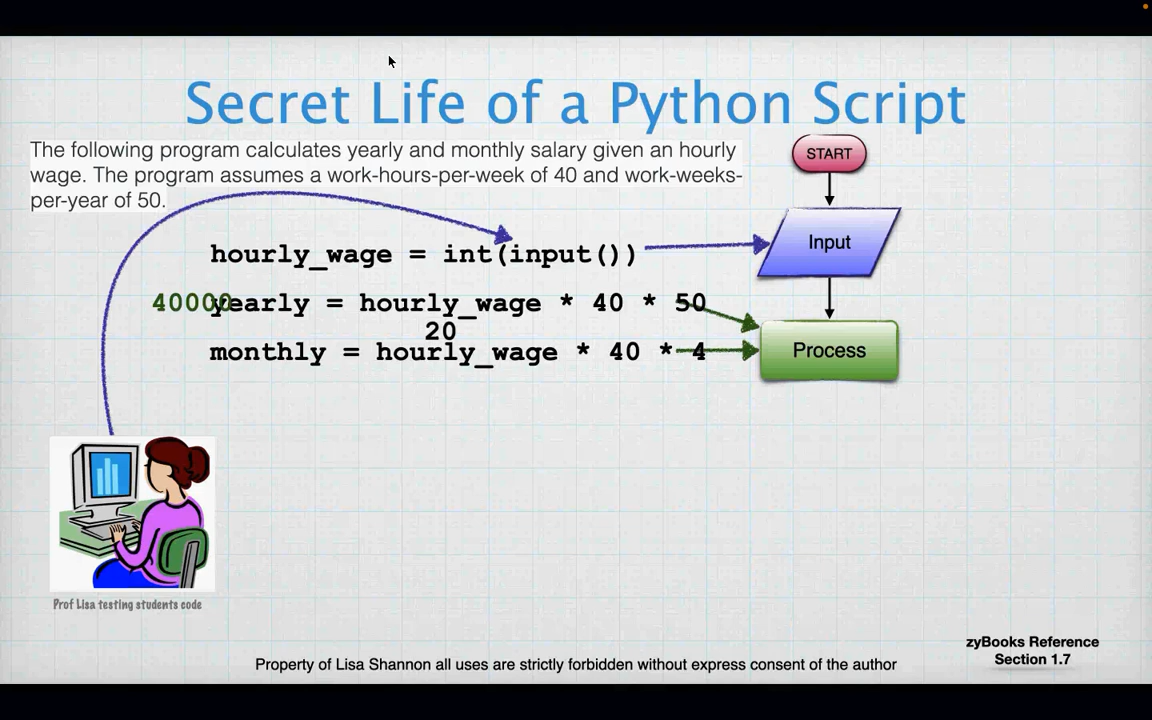 Secret Life of a Python Script
The following program calculates yearly and monthly salary given an hourly
wage. The program assumes a work-hours-per-week of 40 and work-weeks-
per-year of 50.
START
hourly_wage = int(input())
Input
40000
yearly = hourly_wage * 40 * 50
20
monthly = hourly_wage * 40 * 4
Process
Prof Lisa testing students code
zyBooks Reference
Section 1.7
Property of Lisa Shannon all uses are strictly forbidden without express consent of the author